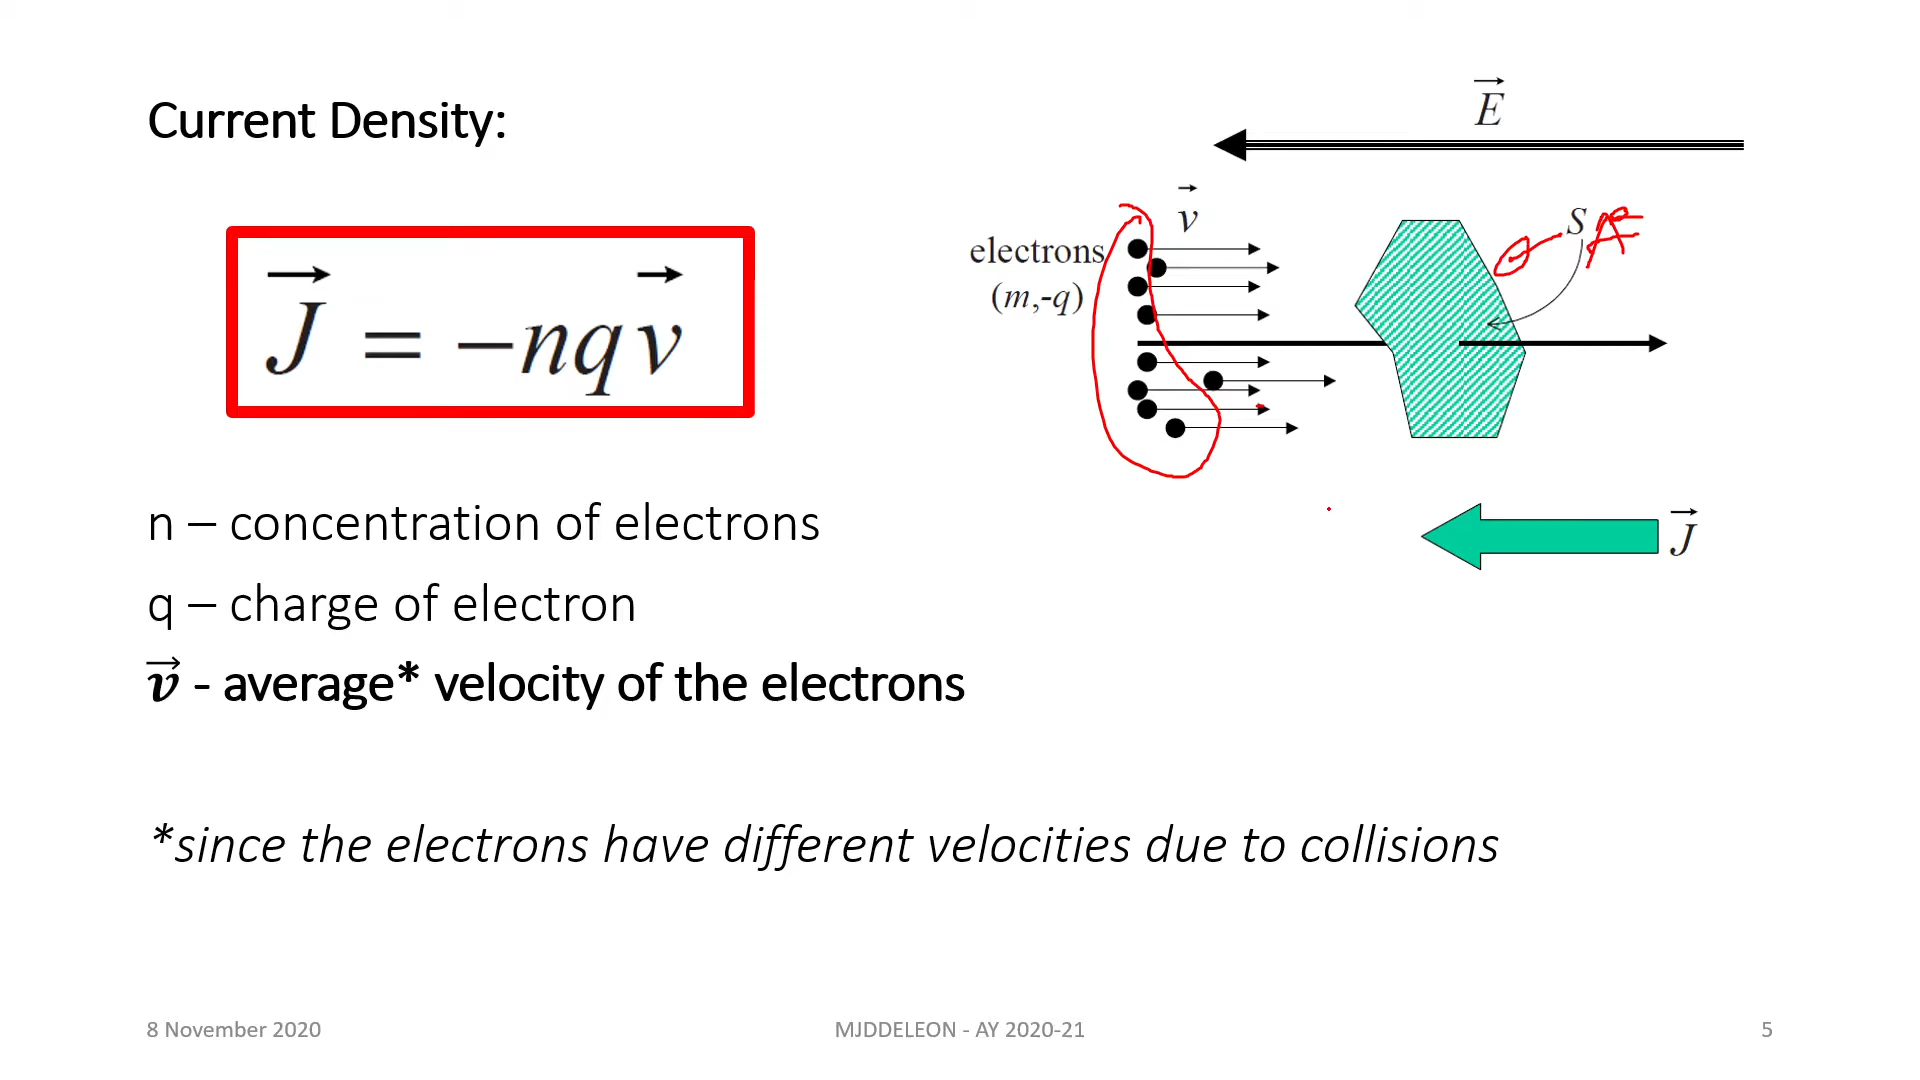 Current Density:
E
v
S
electrons
(m,-q)
J = −nqv
n – concentration of electrons
J
q – charge of electron
v - average* velocity of the electrons
*since the electrons have different velocities due to collisions
8 November 2020
MJDDELEON - AY 2020-21
5